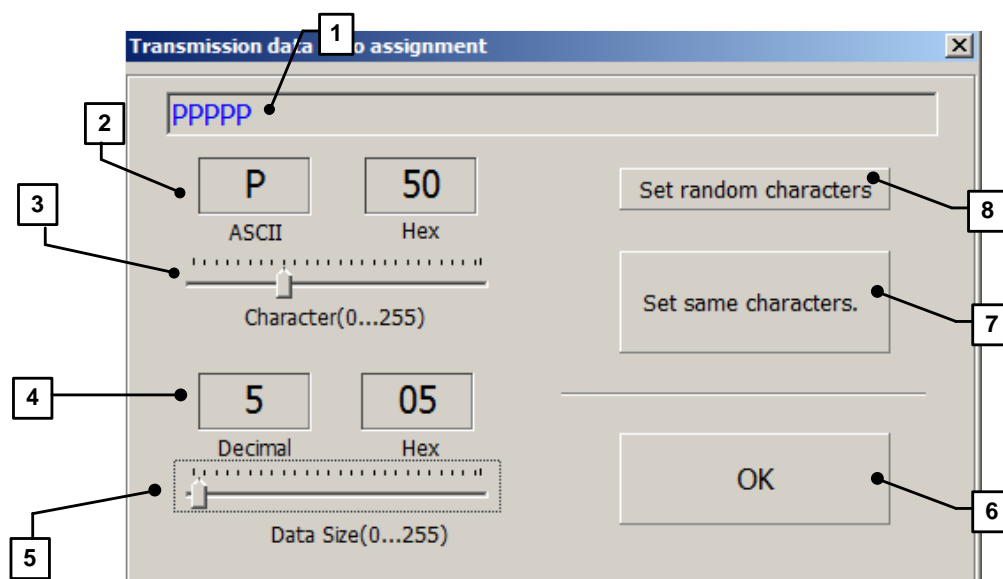 1
Transmission data o assignment
PPPPP
2
P
50
Set random characters
8
3
ASCII
Hex
Character(0...255)
Set same characters.
7
4
5
05
Decimal
Hex
OK
6
5
Data Size(0...255)